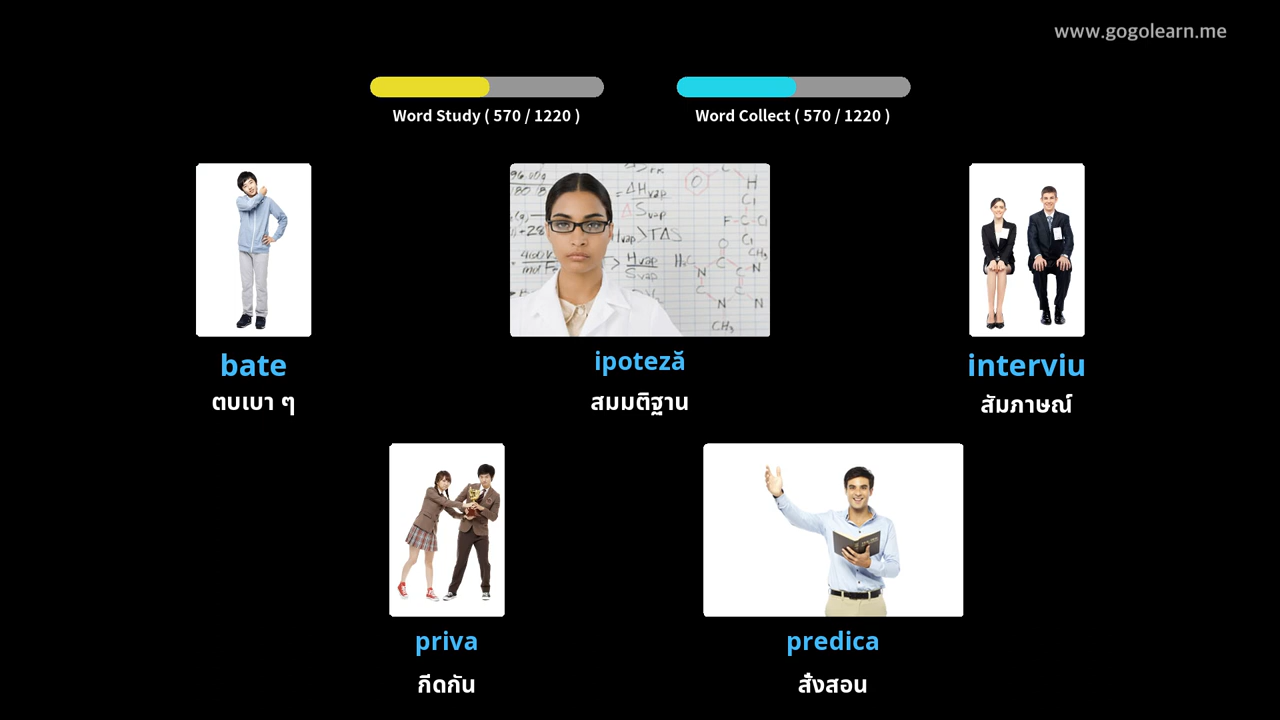 www.gogolearn.me
Word Study ( 570 / 1220 )
Word Collect ( 570 / 1220 )
bate
ตบเบา ๆ
ipoteză
สมมติฐาน
interviu
สัมภาษณ์
priva
กีดกัน
predica
สั่งสอน